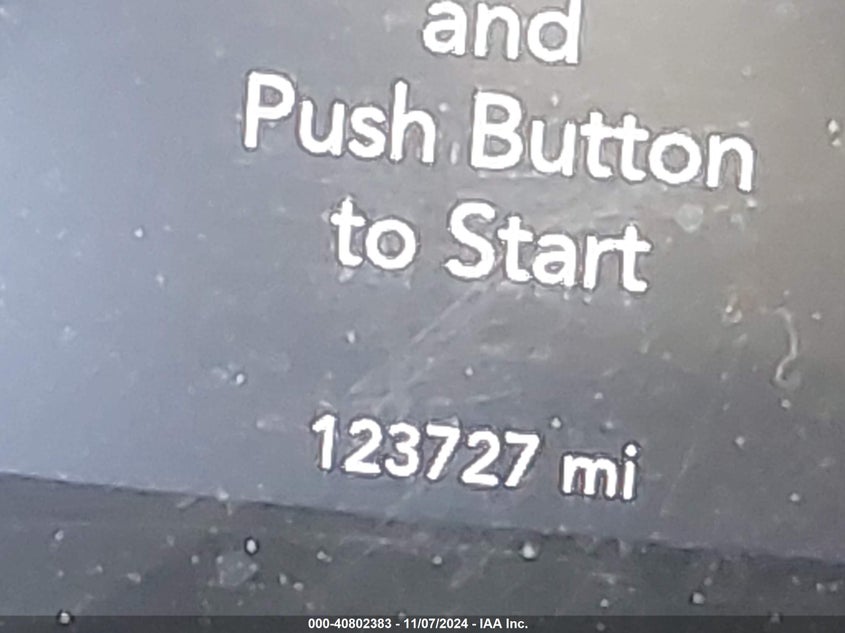 and
Push Button
to Start
123727 mi
000-40802383 - 11/07/2024 - IAA Inc.